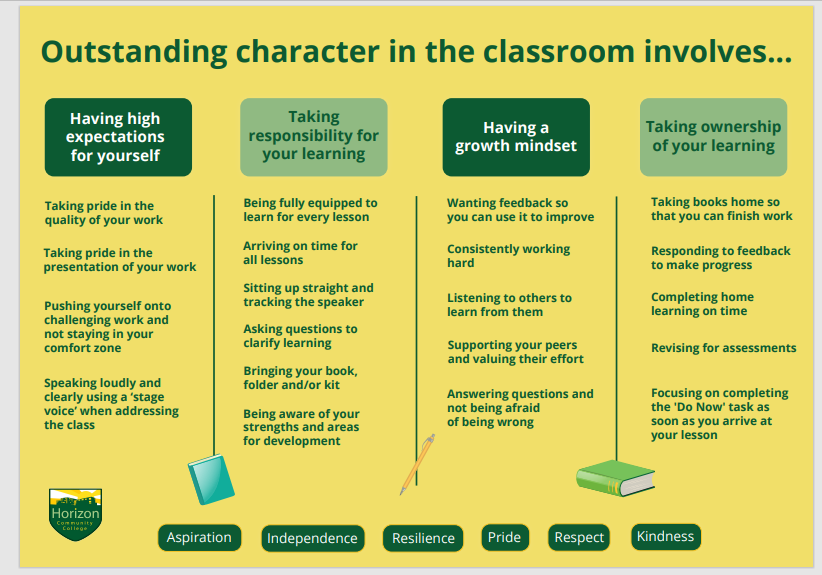 Outstanding character in the classroom involves...
Having high
expectations
for yourself
Taking pride in the
quality of your work
Taking pride in the
presentation of your work
Pushing yourself onto
challenging work and
not staying in your
comfort zone
Speaking loudly and
clearly using a ‘stage
voice’ when addressing
the class
Taking
responsibility for
your learning
Being fully equipped to
learn for every lesson
Arriving on time for
all lessons
Sitting up straight and
tracking the speaker
Asking questions to
clarify learning
Bringing your book,
folder and/or kit
Being aware of your
strengths and areas
for development
Having a
growth mindset
Wanting feedback so
you can use it to improve
Consistently working
hard
Listening to others to
learn from them
Supporting your peers
and valuing their effort
Answering questions and
not being afraid
of being wrong
Taking ownership
of your learning
Taking books home so
that you can finish work
Responding to feedback
to make progress
Completing home
learning on time
Revising for assessments
Focusing on completing
the 'Do Now' task as
soon as you arrive at
your lesson
Horizon
Community
College
Aspiration
Independence
Resilience
Pride
Respect
Kindness